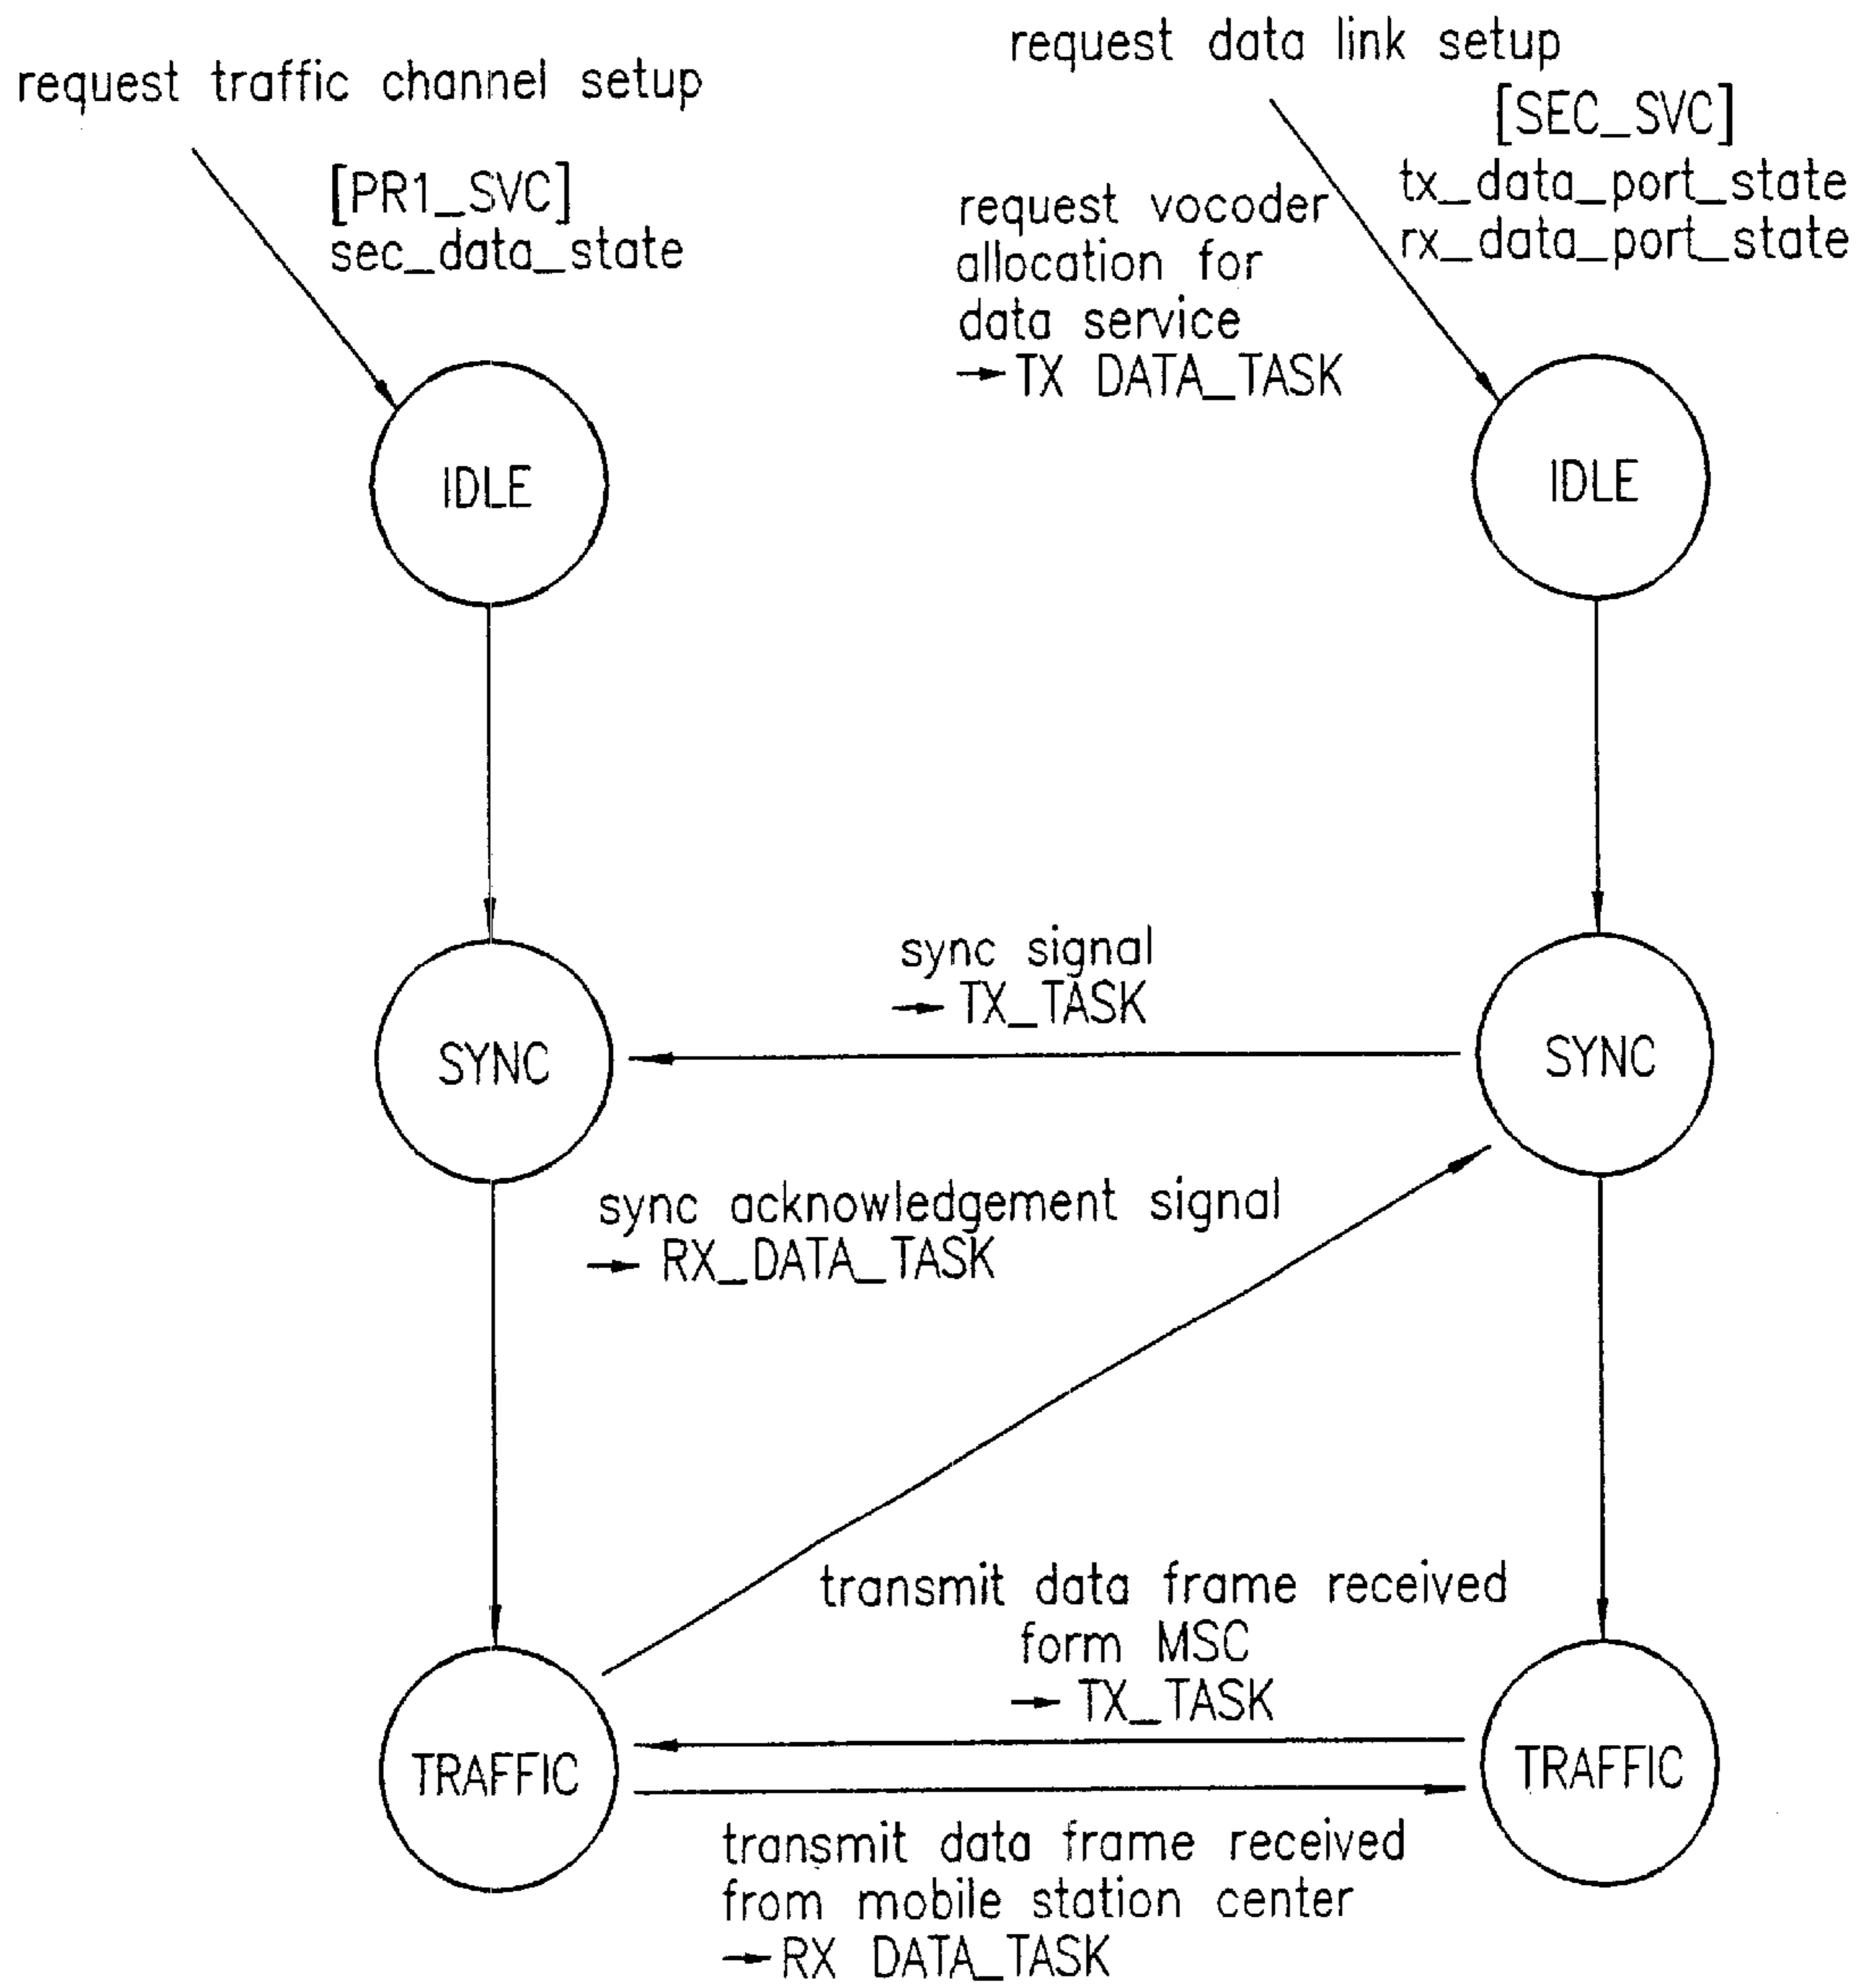 request data link setup
request traffic channel setup
[SEC_SVC]
[PR1_SVC]
sec_data_state
tx_data_port_state
rx_data_port_state
request vocoder
allocation for
data service
→ TX DATA_TASK
IDLE
IDLE
sync signal
→ TX_TASK
SYNC
SYNC
sync acknowledgement signal
→ RX_DATA_TASK
transmit data frame received
form MSC
→ TX_TASK
TRAFFIC
TRAFFIC
transmit data frame received
from mobile station center
→ RX DATA_TASK